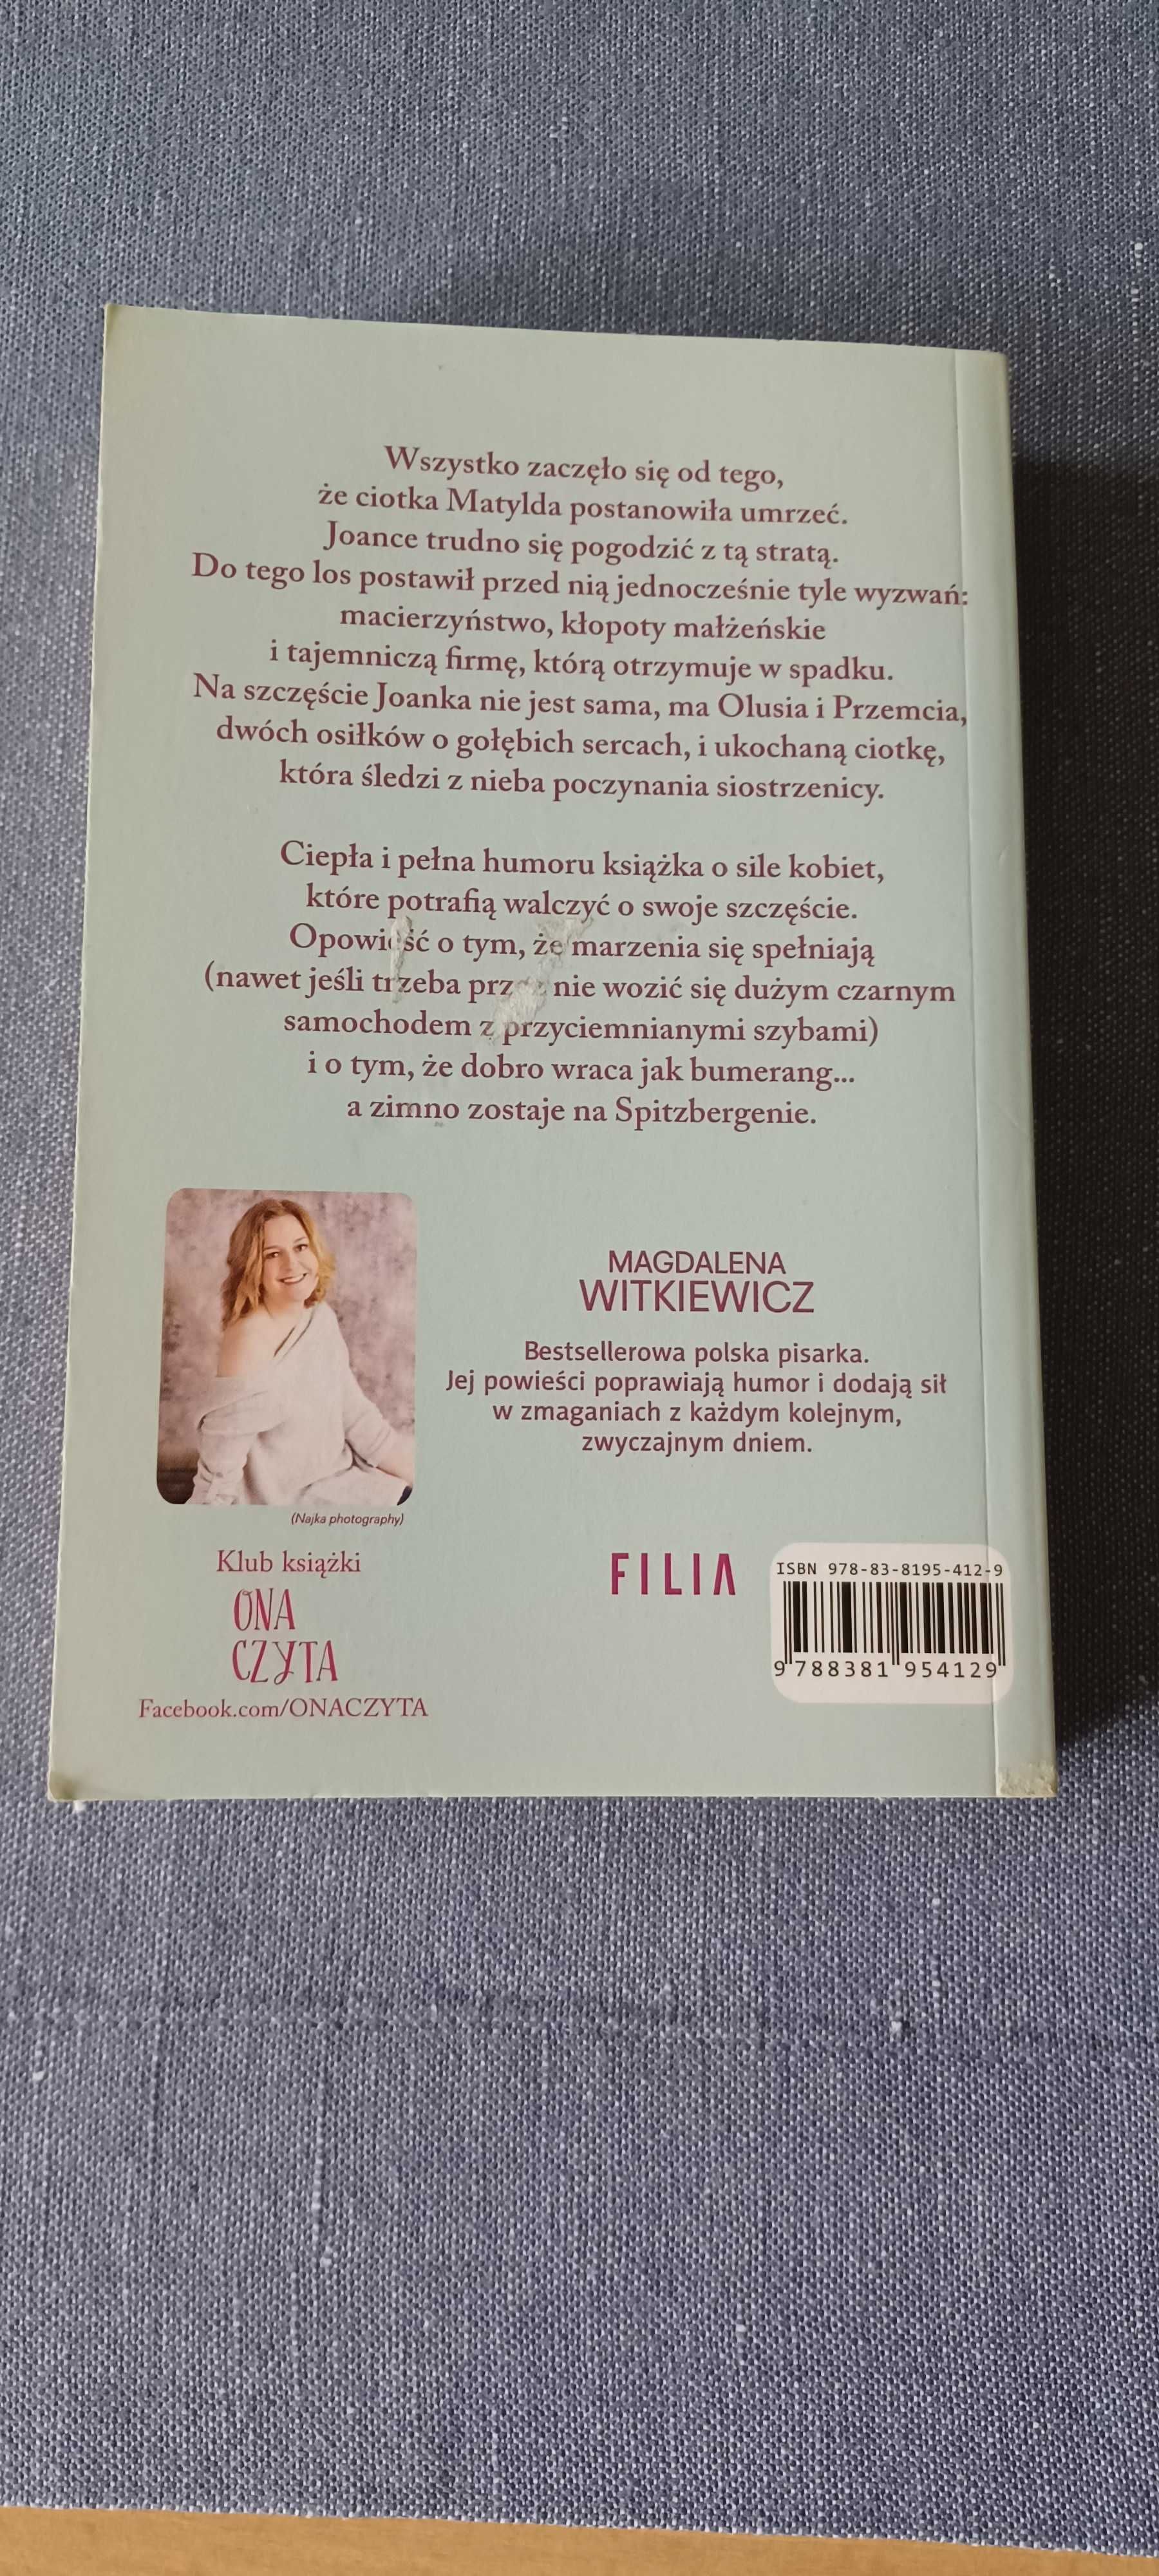 Wszystko zaczęło się od tego,
że ciotka Matylda postanowiła umrzeć.
Joance trudno się pogodzić z tą stratą.
Do tego los postawił przed nią jednocześnie tyle wyzwań:
macierzyństwo, kłopoty małżeńskie
i tajemniczą firmę, którą otrzymuje w spadku.
Na szczęście Joanka nie jest sama, ma Olusia i Przemcia,
dwóch osiłków o gołębich sercach, i ukochaną ciotkę,
która śledzi z nieba poczynania siostrzenicy.
Ciepła i pełna humoru książka o sile kobiet,
które potrafią walczyć o swoje szczęście.
Opowieść o tym, że marzenia się spełniają
(nawet jeśli trzeba nie wozić się dużym czarnym
samochodem z przyciemnianymi szybami)
i o tym, że dobro wraca jak bumerang...
a zimno zostaje na Spitzbergenie.
MAGDALENA
WITKIEWICZ
Bestsellerowa polska pisarka.
Jej powieści poprawiają humor i dodają sił
w zmaganiach z każdym kolejnym,
zwyczajnym dniem.
(Najka photography)
Klub książki
ONA
CZYTA
Facebook.com/ONACZYTA
FILIA
ISBN 978-83-8195-412-9
9 788381 954129